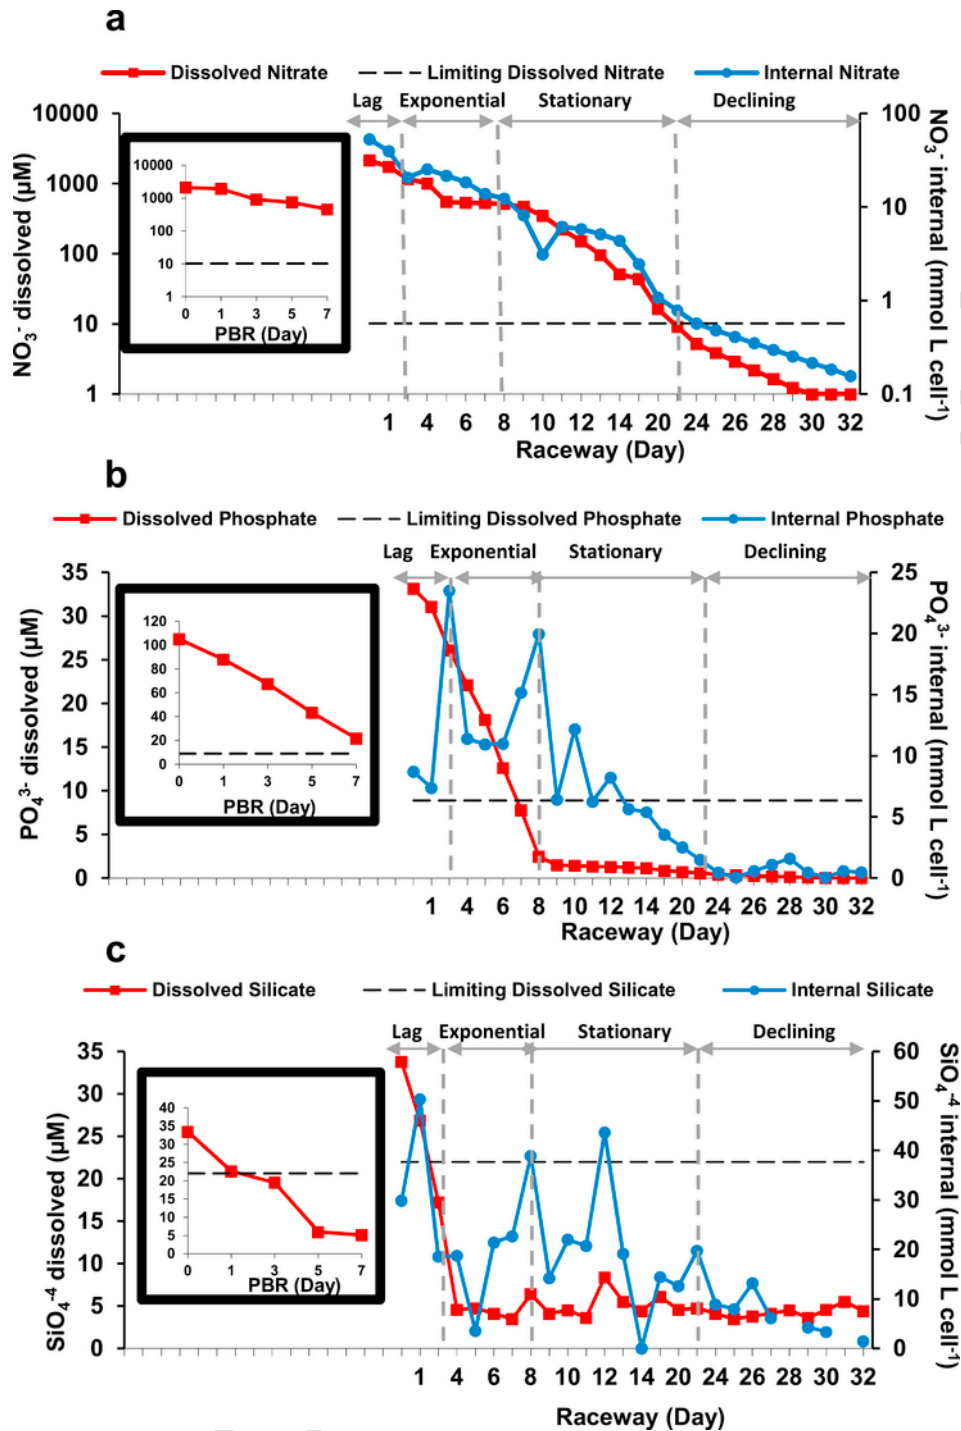 a
Dissolved Nitrate Limiting Dissolved Nitrate Internal Nitrate
Lag Exponential Stationary Declining
10000 1000 100 10 1
NO₃⁻ dissolved (µM)
100 10 1 0.1
NO₃⁻ internal (mmol L cell⁻¹)
10000 1000 100 10 1
0 1 3 5 7
PBR (Day)
1 4 6 8 10 12 14 20 24 26 28 30 32
Raceway (Day)
b
Dissolved Phosphate Limiting Dissolved Phosphate Internal Phosphate
Lag Exponential Stationary Declining
35 30 25 20 15 10 5 0
PO₄³⁻ dissolved (µM)
25 20 15 10 5 0
PO₄³⁻ internal (mmol L cell⁻¹)
120 100 80 60 40 20 0
0 1 3 5 7
PBR (Day)
1 4 6 8 10 12 14 20 24 26 28 30 32
Raceway (Day)
c
Dissolved Silicate Limiting Dissolved Silicate Internal Silicate
Lag Exponential Stationary Declining
35 30 25 20 15 10 5 0
SiO₄⁻⁴ dissolved (µM)
60 50 40 30 20 10 0
SiO₄⁻⁴ internal (mmol L cell⁻¹)
40 35 30 25 20 15 10 5 0
0 1 3 5 7
PBR (Day)
1 4 6 8 10 12 14 22 24 26 28 30 32
Raceway (Day)